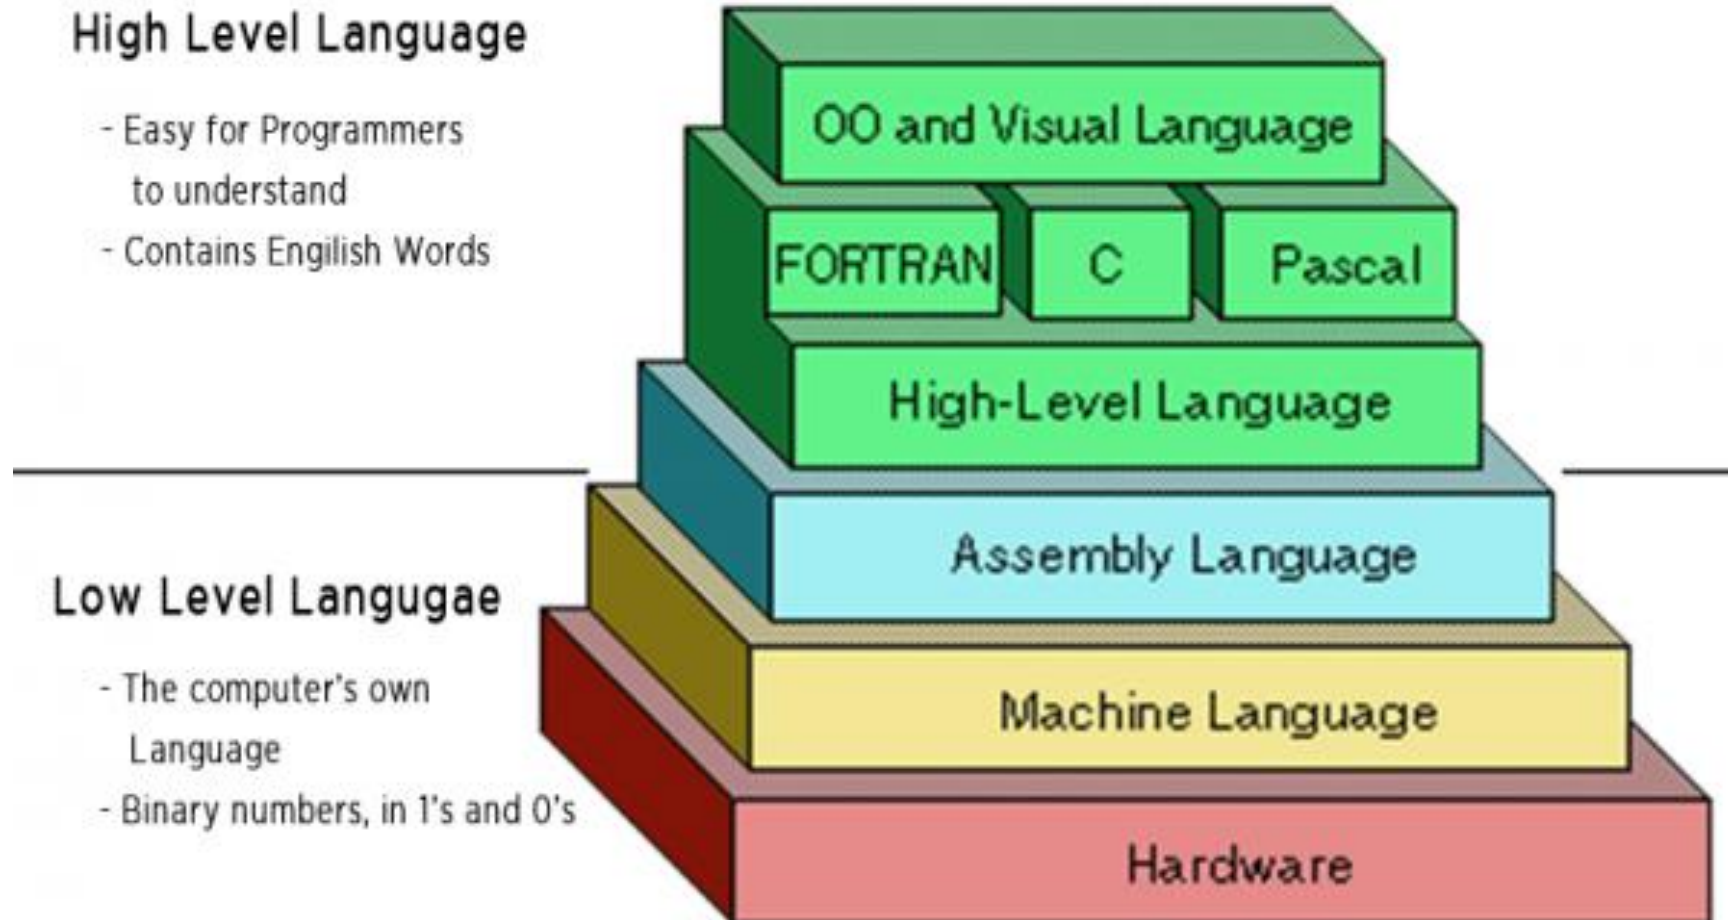 High Level Language
- Easy for Programmers
to understand
- Contains Engilish Words
OO and Visual Language
FORTRAN C Pascal
High-Level Language
Assembly Language
Low Level Langugae
- The computer's own
Language
- Binary numbers, in 1's and 0's
Machine Language
Hardware